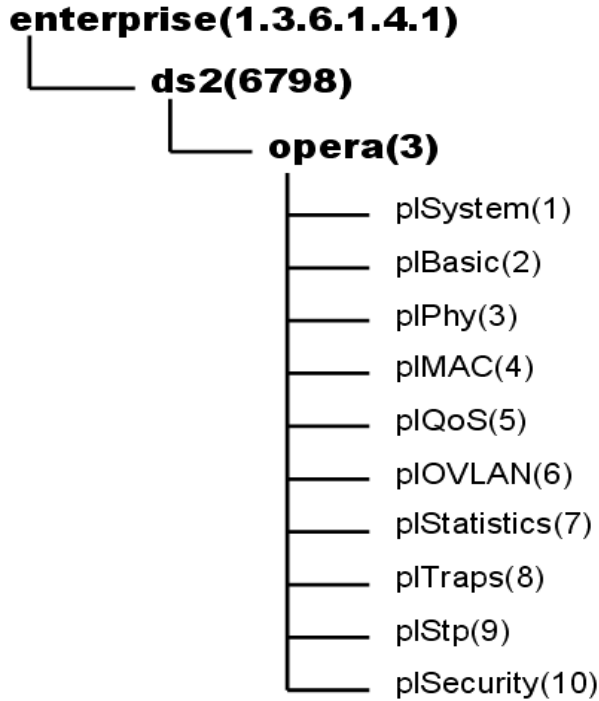 enterprise(1.3.6.1.4.1)
ds2(6798)
opera(3)
plSystem(1)
plBasic(2)
plPhy(3)
plMAC(4)
plQoS(5)
plOVLAN(6)
plStatistics(7)
plTraps(8)
plStp(9)
plSecurity(10)